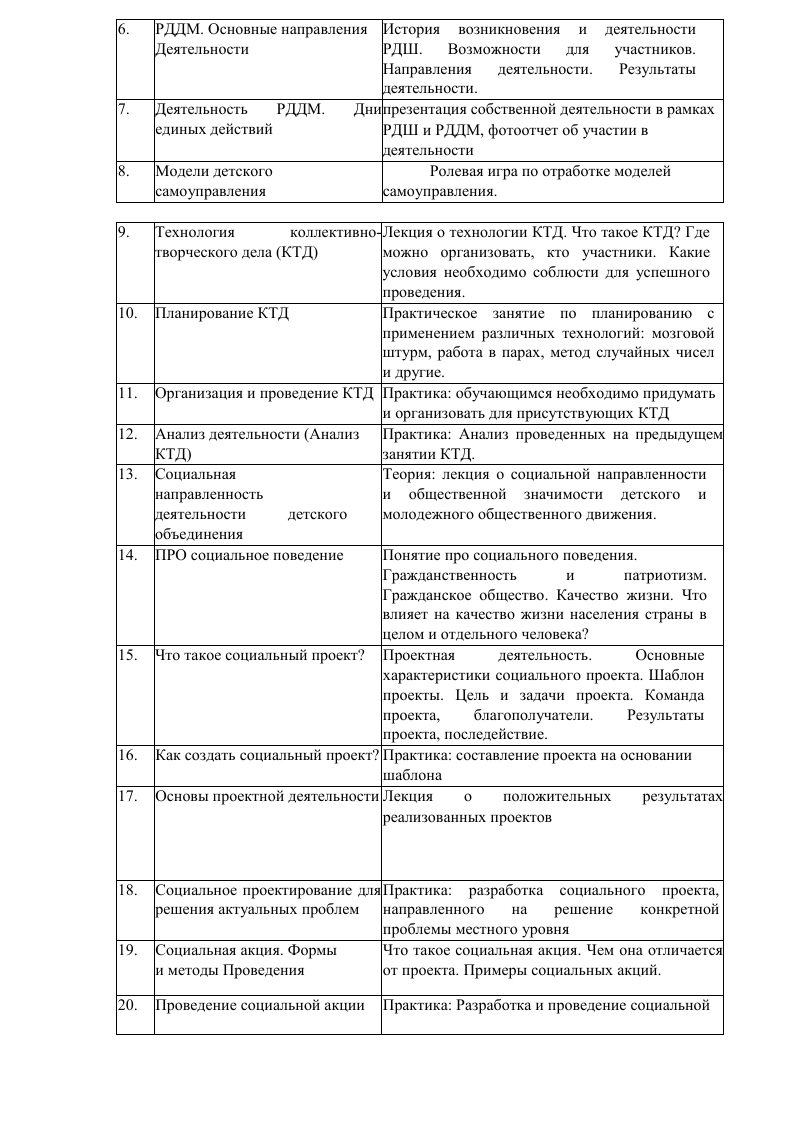 6. РДДМ. Основные направления История возникновения и деятельности
Деятельности РДШ. Возможности для участников.
Направления деятельности. Результаты
деятельности.
7. Деятельность РДДМ. Дни презентация собственной деятельности в рамках
единых действий РДШ и РДДМ, фотоотчет об участии в
деятельности
8. Модели детского Ролевая игра по отработке моделей
самоуправления самоуправления.
9. Технология коллективно- Лекция о технологии КТД. Что такое КТД? Где
творческого дела (КТД) можно организовать, кто участники. Какие
условия необходимо соблюсти для успешного
проведения.
10. Планирование КТД Практическое занятие по планированию с
применением различных технологий: мозговой
штурм, работа в парах, метод случайных чисел
и другие.
11. Организация и проведение КТД Практика: обучающимся необходимо придумать
и организовать для присутствующих КТД
12. Анализ деятельности (Анализ Практика: Анализ проведенных на предыдущем
КТД) занятии КТД.
13. Социальная Теория: лекция о социальной направленности
направленность и общественной значимости детского и
деятельности детского молодежного общественного движения.
объединения
14. ПРО социальное поведение Понятие про социального поведения.
Гражданственность и патриотизм.
Гражданское общество. Качество жизни. Что
влияет на качество жизни населения страны в
целом и отдельного человека?
15. Что такое социальный проект? Проектная деятельность. Основные
характеристики социального проекта. Шаблон
проекты. Цель и задачи проекта. Команда
проекта, благополучатели. Результаты
проекта, последействие.
16. Как создать социальный проект? Практика: составление проекта на основании
шаблона
17. Основы проектной деятельности Лекция о положительных результатах
реализованных проектов
18. Социальное проектирование для Практика: разработка социального проекта,
решения актуальных проблем направленного на решение конкретной
проблемы местного уровня
19. Социальная акция. Формы Что такое социальная акция. Чем она отличается
и методы Проведения от проекта. Примеры социальных акций.
20. Проведение социальной акции Практика: Разработка и проведение социальной